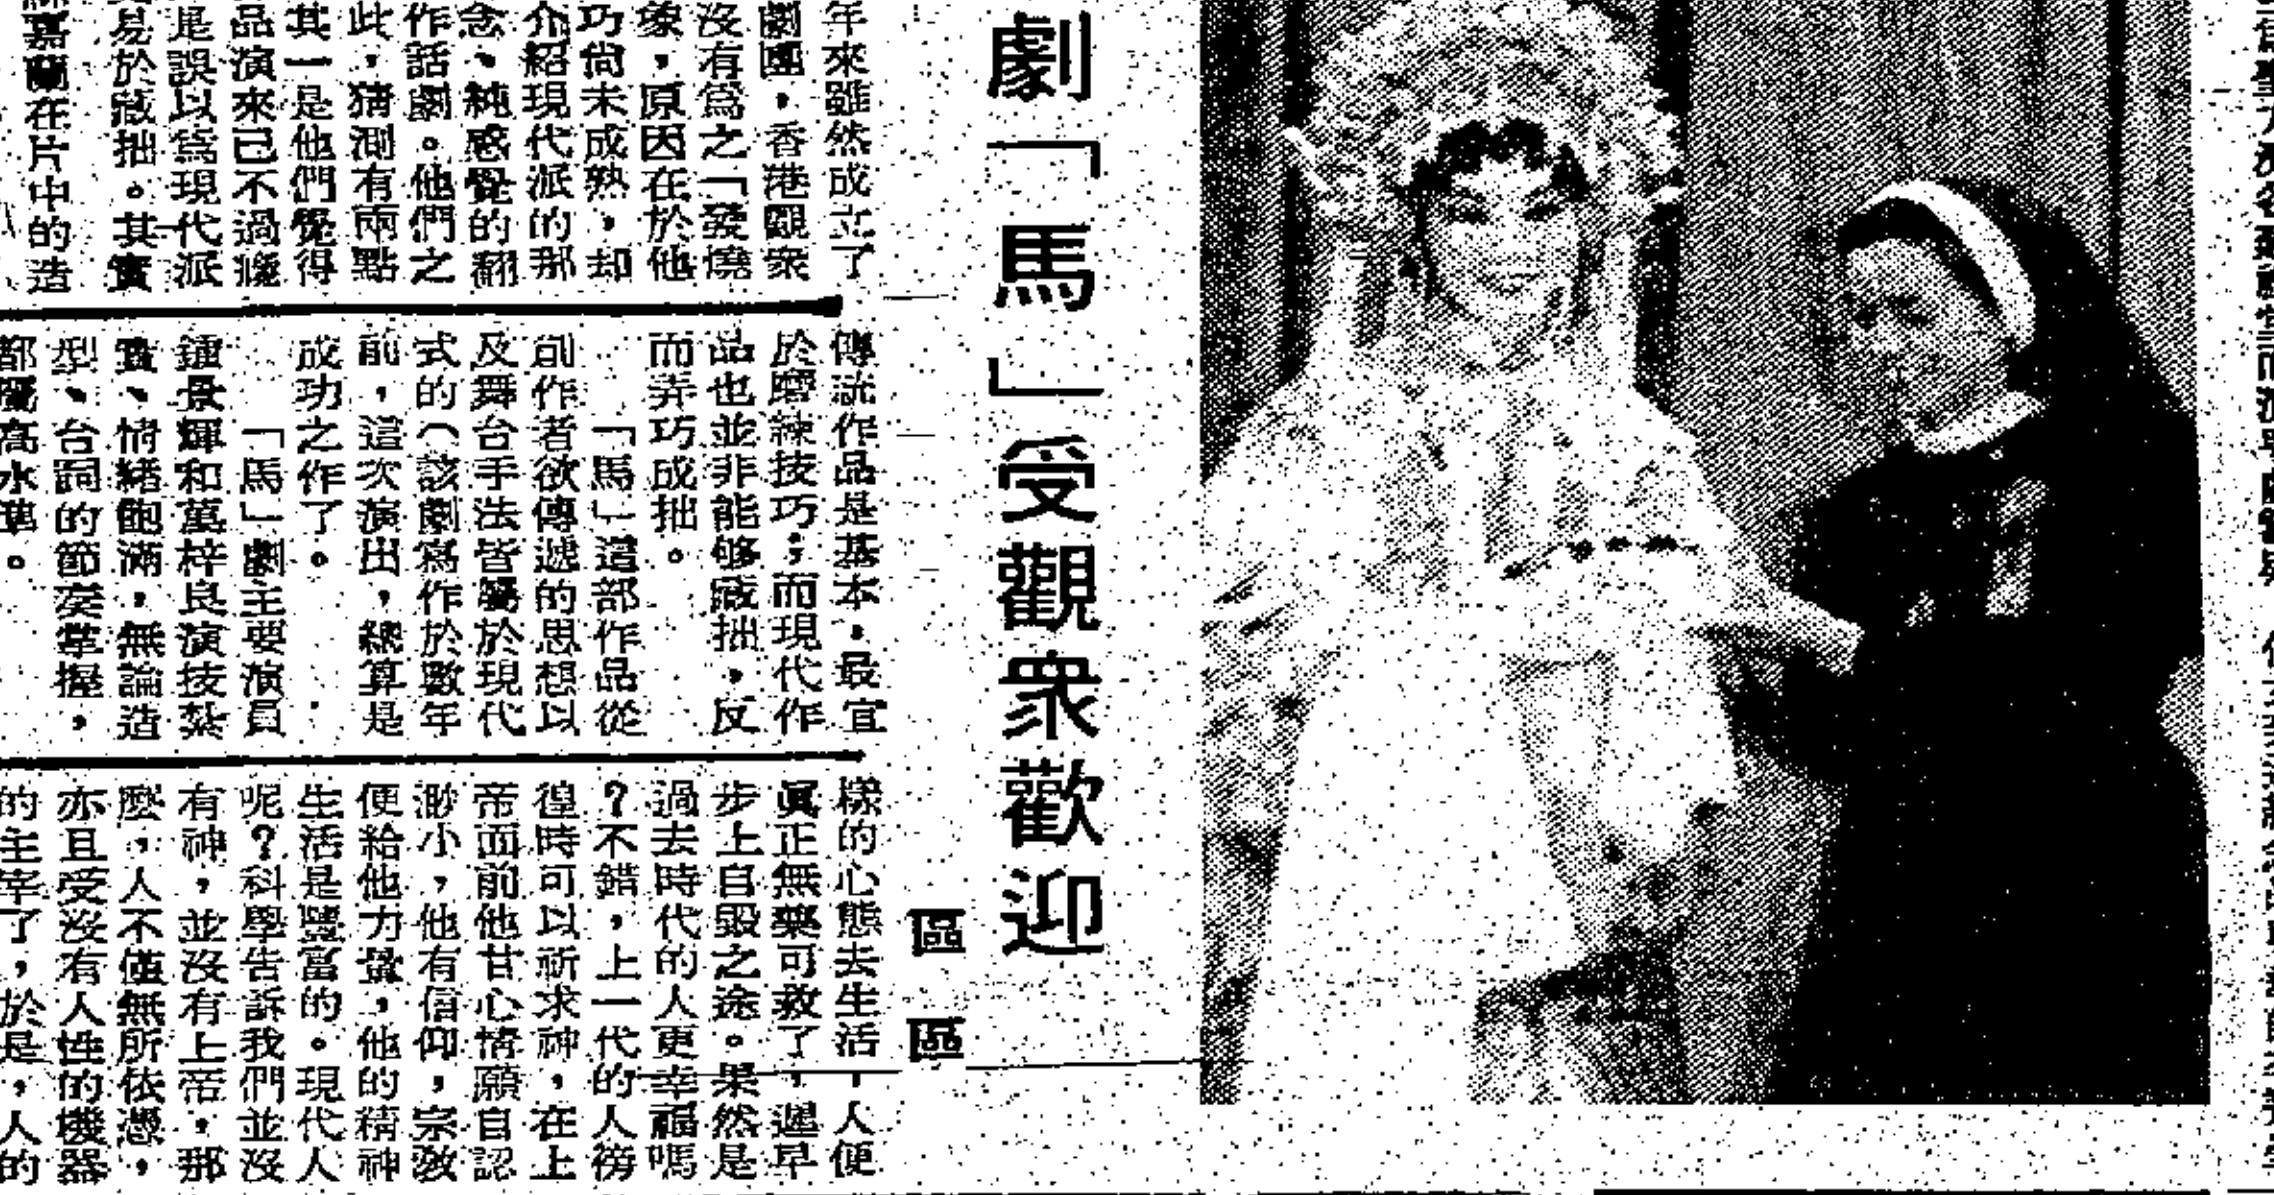 劇「馬」受觀衆歡迎
區區
年來雖然成立了
劇團,香港觀衆
沒有爲之「發燒
象,原因在於他
巧尙未成熟,却
介紹現代派的那
念、純感覺的翻
作話劇。他們之
此,猜測有兩點
其一是他們覺得
品演來已不過癮
是誤以爲現代派
易於藏拙。其實
嘉蘭在片中的造
傳統作品是基本,最宜
於磨練技巧;而現代作
品也並非能够藏拙,反
而弄巧成拙。
「馬」這部作品從
創作者欲傳遞的思想以
及舞台手法皆屬於現代
式的(該劇寫作於數年
前,這次演出,總算是
成功之作了。
「馬」劇主要演員
鍾景輝和萬梓良演技紮
實、情緒飽滿,無論造
型、台詞的節奏掌握,
都屬高水準。
樣的心態去生活,人便
眞正無藥可救了,遲早
步上自毀之途。果然是
過去時代的人更幸福嗎
?不錯,上一代的人徬
徨時可以祈求神,在上
帝面前他甘心情願自認
渺小,他有信仰,宗敎
便給他力量,他的精神
生活是豐富的。現代人
呢?科學告訴我們並沒
有神,並沒有上帝,那
麼,人不僅無所依憑,
亦且受沒有人性的機器
的主宰了,於是,人的